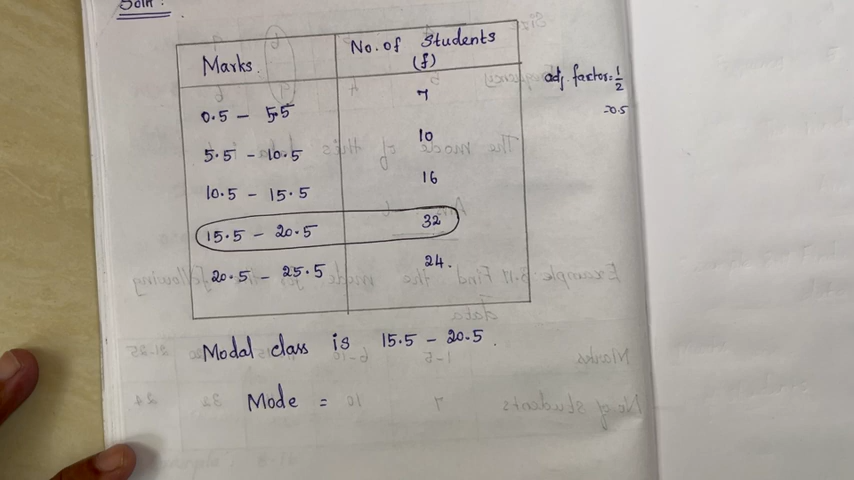 Soln:
Marks. No. of Students (f)
0.5 - 5.5 7
5.5 - 10.5 10
10.5 - 15.5 16
15.5 - 20.5 32
20.5 - 25.5 24.
adj. factor = 1/2
= 0.5
Modal class is 15.5 - 20.5.
Mode =